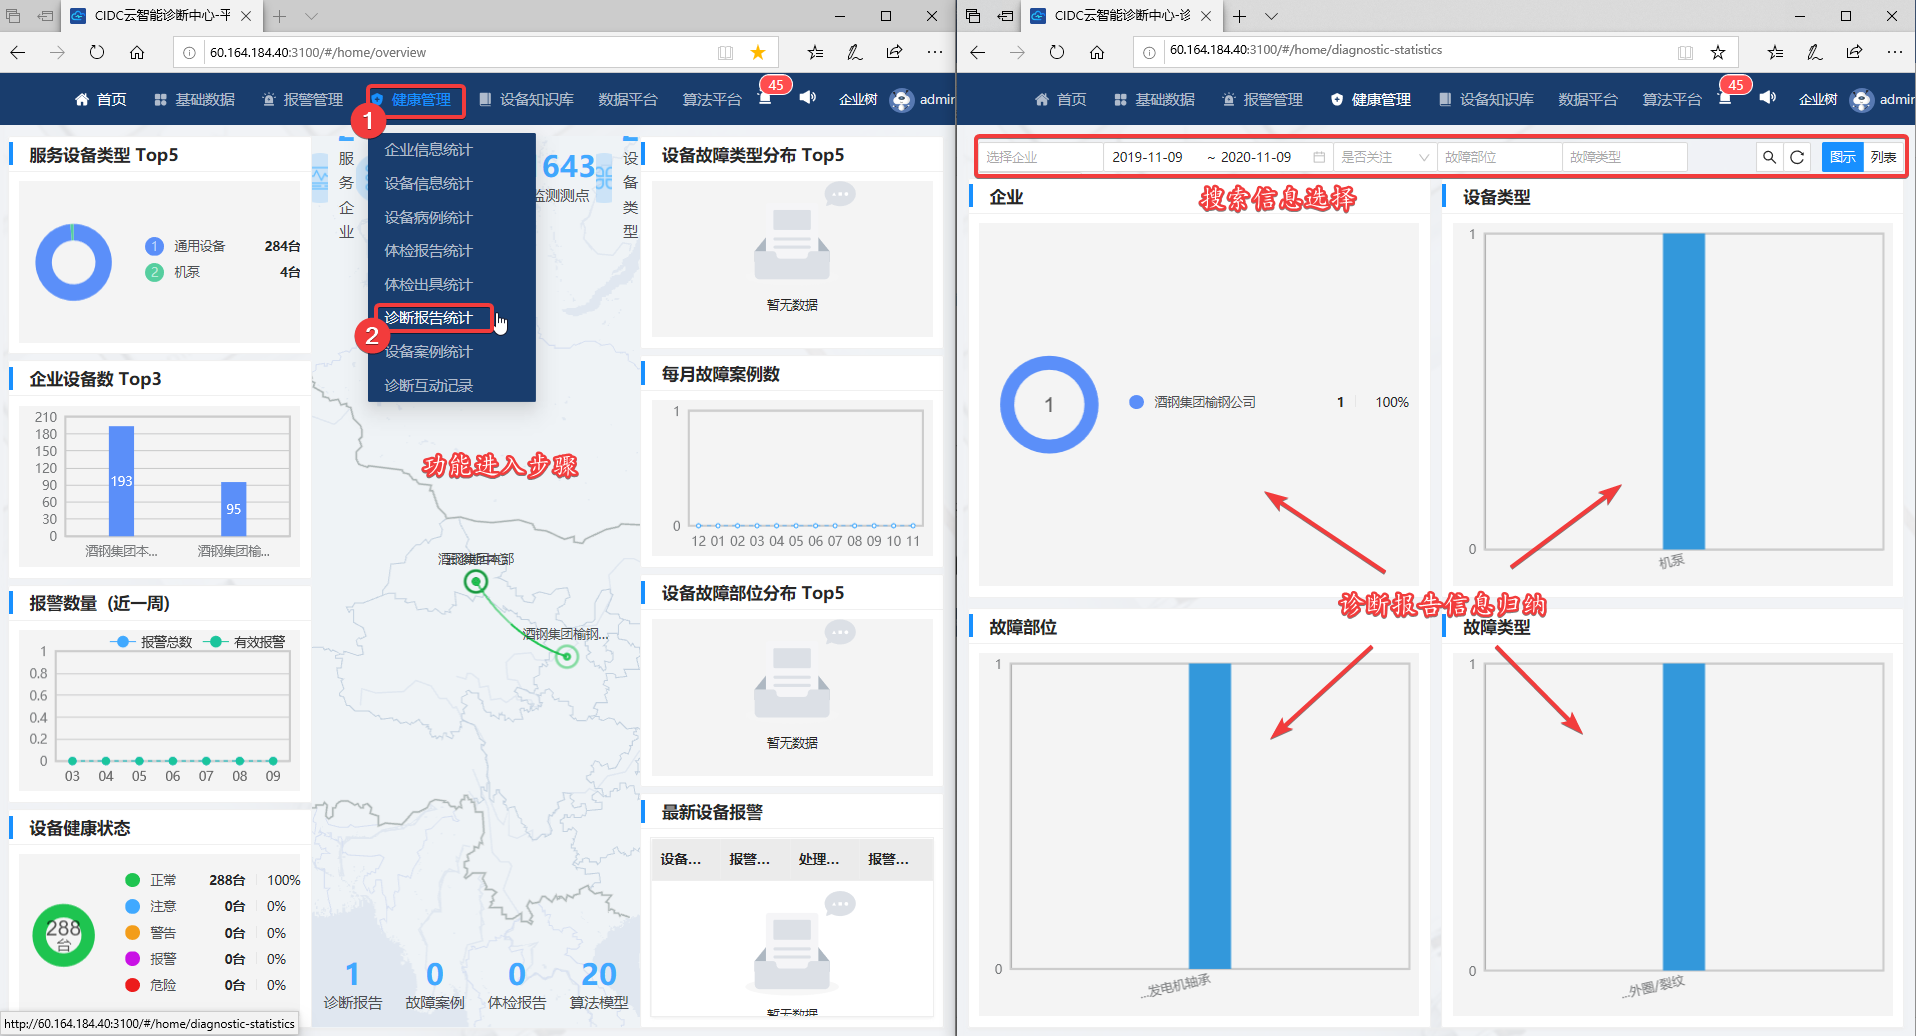 CIDC云智能诊断中心-平
60.164.184.40:3100/#/home/overview
首页
基础数据
报警管理
健康管理
设备知识库
数据平台
算法平台
45
企业树
admin
1
企业信息统计
设备信息统计
设备病例统计
体检报告统计
体检出具统计
诊断报告统计
2
设备案例统计
诊断互动记录
服务设备类型 Top5
1 通用设备 284台
2 机泵 4台
服务企业
643
监测测点
设备类型
设备故障类型分布 Top5
暂无数据
企业设备数 Top3
210
180
150
120
90
60
30
0
193
95
酒钢集团本...
酒钢集团榆...
每月故障案例数
1
0
12 01 02 03 04 05 06 07 08 09 10 11
功能进入步骤
酒钢集团榆钢...
报警数量（近一周）
报警总数
有效报警
1
0.8
0.6
0.4
0.2
0
03 04 05 06 07 08 09
设备故障部位分布 Top5
暂无数据
设备健康状态
288
台
正常 288台 100%
注意 0台 0%
警告 0台 0%
报警 0台 0%
危险 0台 0%
1
诊断报告
0
故障案例
0
体检报告
20
算法模型
最新设备报警
设备... 报警... 处理... 报警...
暂无数据
http://60.164.184.40:3100/#/home/diagnostic-statistics
CIDC云智能诊断中心-诊
60.164.184.40:3100/#/home/diagnostic-statistics
首页
基础数据
报警管理
健康管理
设备知识库
数据平台
算法平台
45
企业树
admin
选择企业
2019-11-09 ~ 2020-11-09
是否关注
故障部位
故障类型
图示
列表
搜索信息选择
企业
1
酒钢集团榆钢公司 1 100%
设备类型
1
0
机泵
诊断报告信息归纳
故障部位
1
0
...发电机轴承
故障类型
1
0
...外圈/裂纹